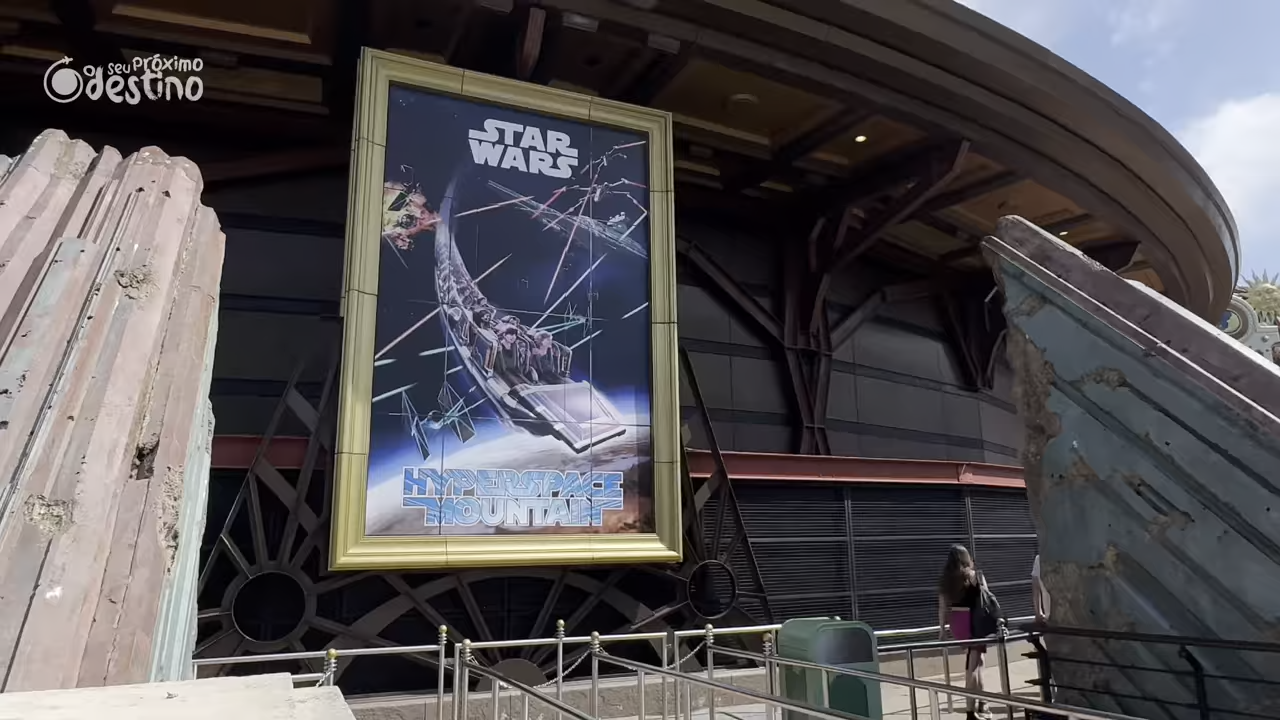 o seu próximo
destino
STAR
WARS
HYPERSPACE
MOUNTAIN